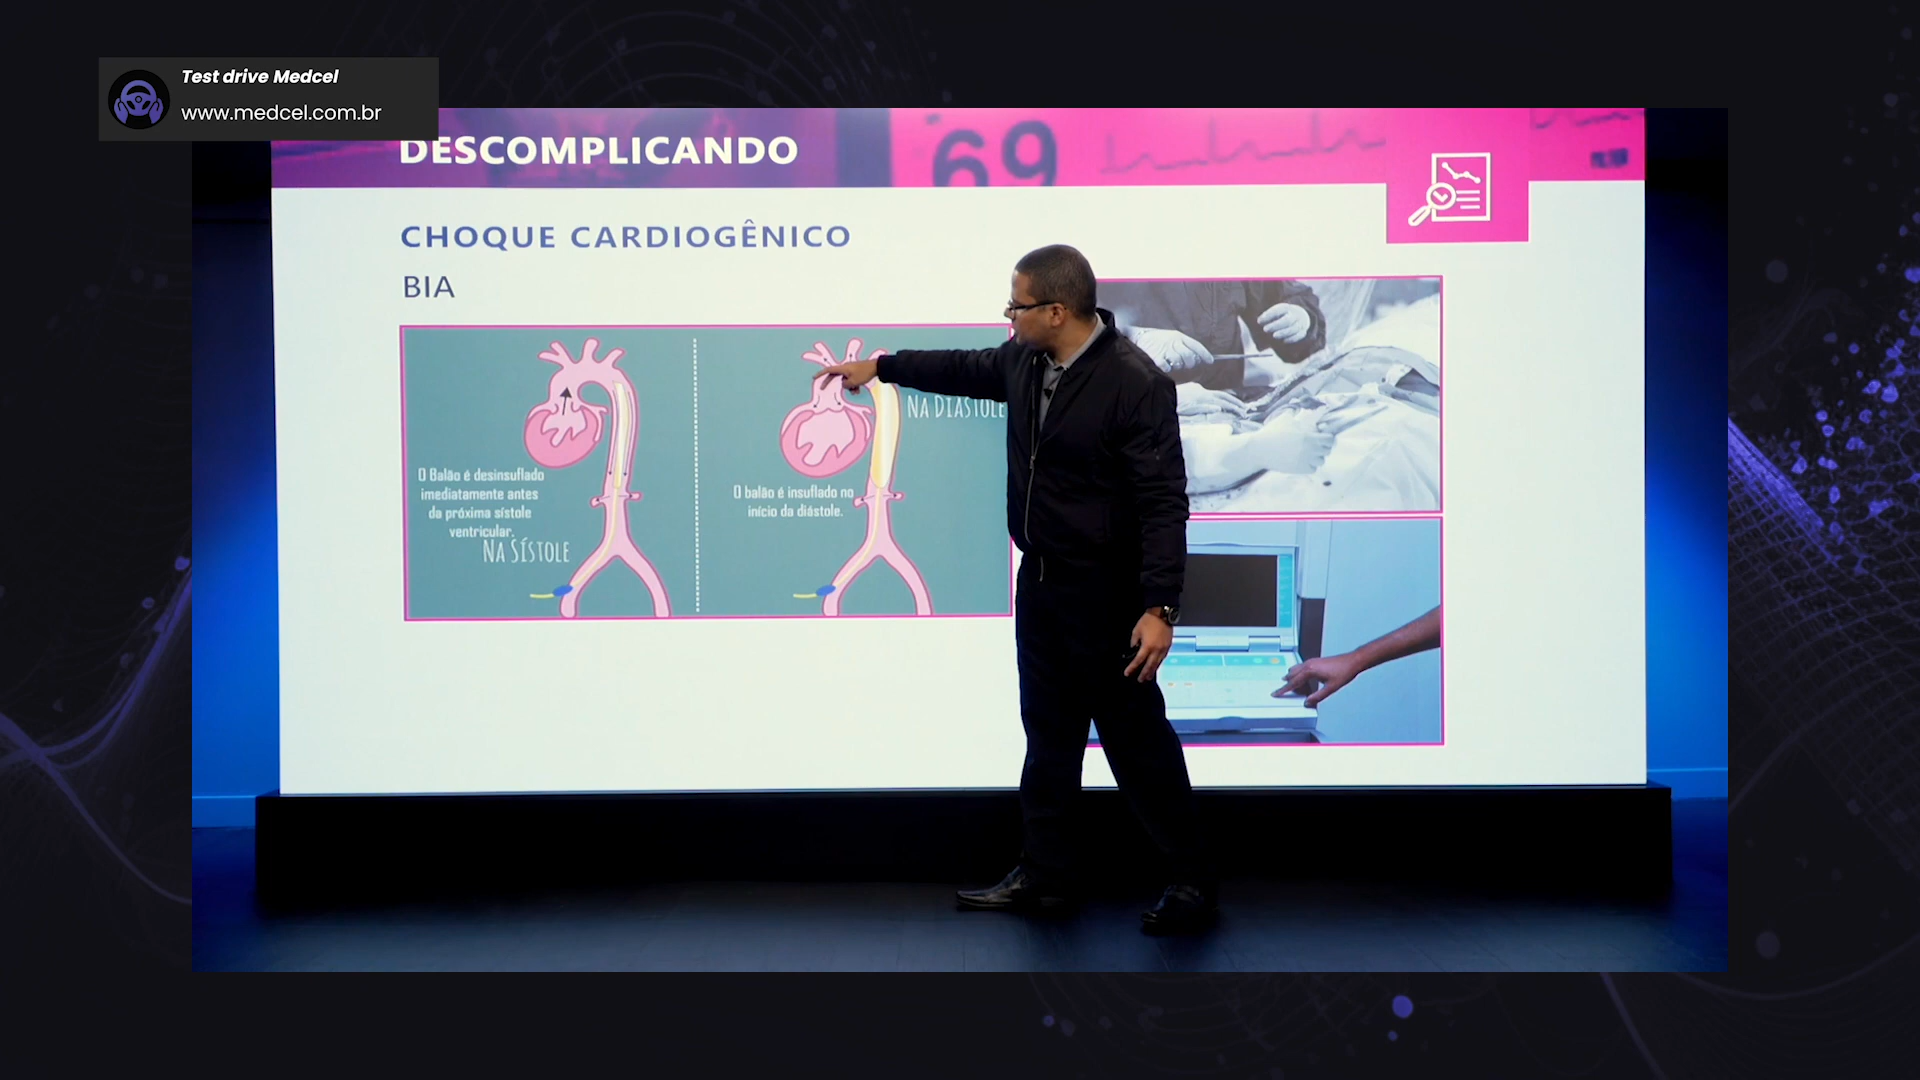 Test drive Medcel
www.medcel.com.br
DESCOMPLICANDO
69
CHOQUE CARDIOGÊNICO
BIA
NA DIÁSTOLE
O Balão é desinsuflado
imediatamente antes
da próxima sístole
ventricular.
NA SÍSTOLE
O balão é insuflado no
início da diástole.